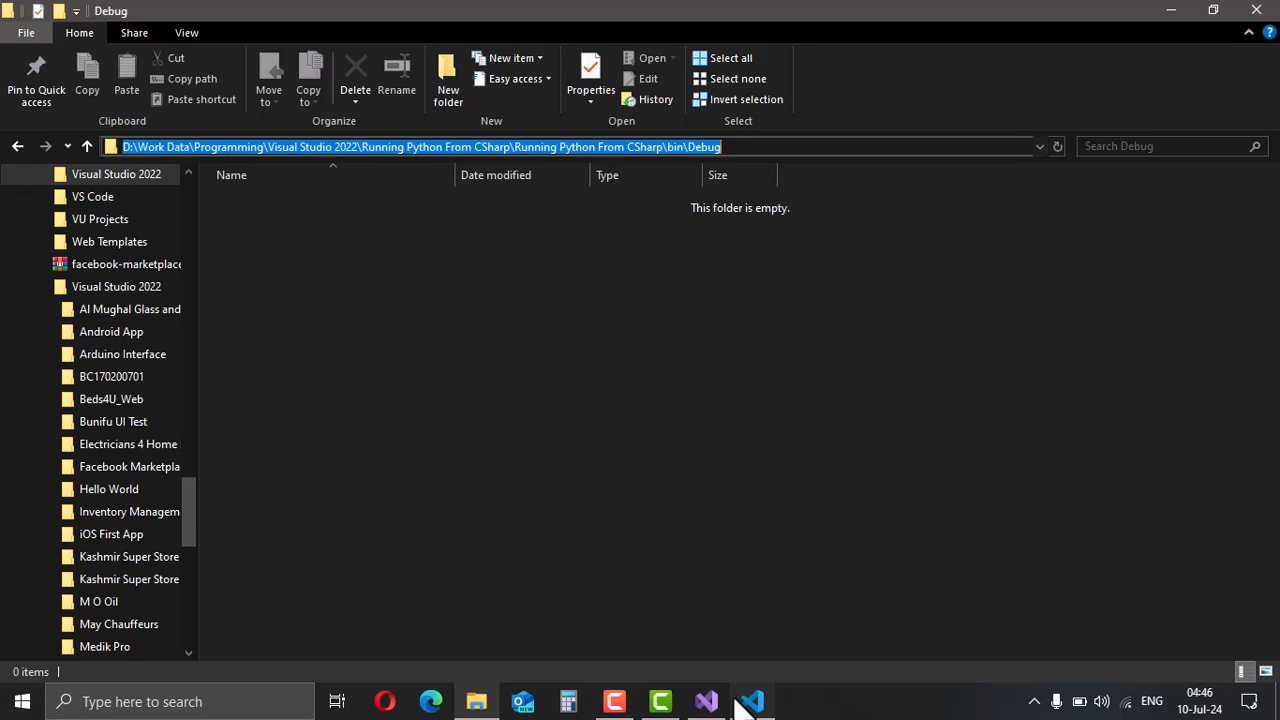 Debug
File
Home
Share
View
Pin to Quick access
Copy
Paste
Cut
Copy path
Paste shortcut
Move to
Copy to
Delete
Rename
Organize
New folder
New item
Easy access
New
Properties
Open
Edit
History
Open
Select all
Select none
Invert selection
Select
D:\Work Data\Programming\Visual Studio 2022\Running Python From CSharp\Running Python From CSharp\bin\Debug
Search Debug
Name
Date modified
Type
Size
This folder is empty.
Visual Studio 2022
VS Code
VU Projects
Web Templates
facebook-marketplace
Visual Studio 2022
Al Mughal Glass and
Android App
Arduino Interface
BC170200701
Beds4U_Web
Bunifu UI Test
Electricians 4 Home
Facebook Marketpla
Hello World
Inventory Managem
iOS First App
Kashmir Super Store
Kashmir Super Store
M O Oil
May Chauffeurs
Medik Pro
0 items
Type here to search
NEW
ENG
04:46
10-Jul-24